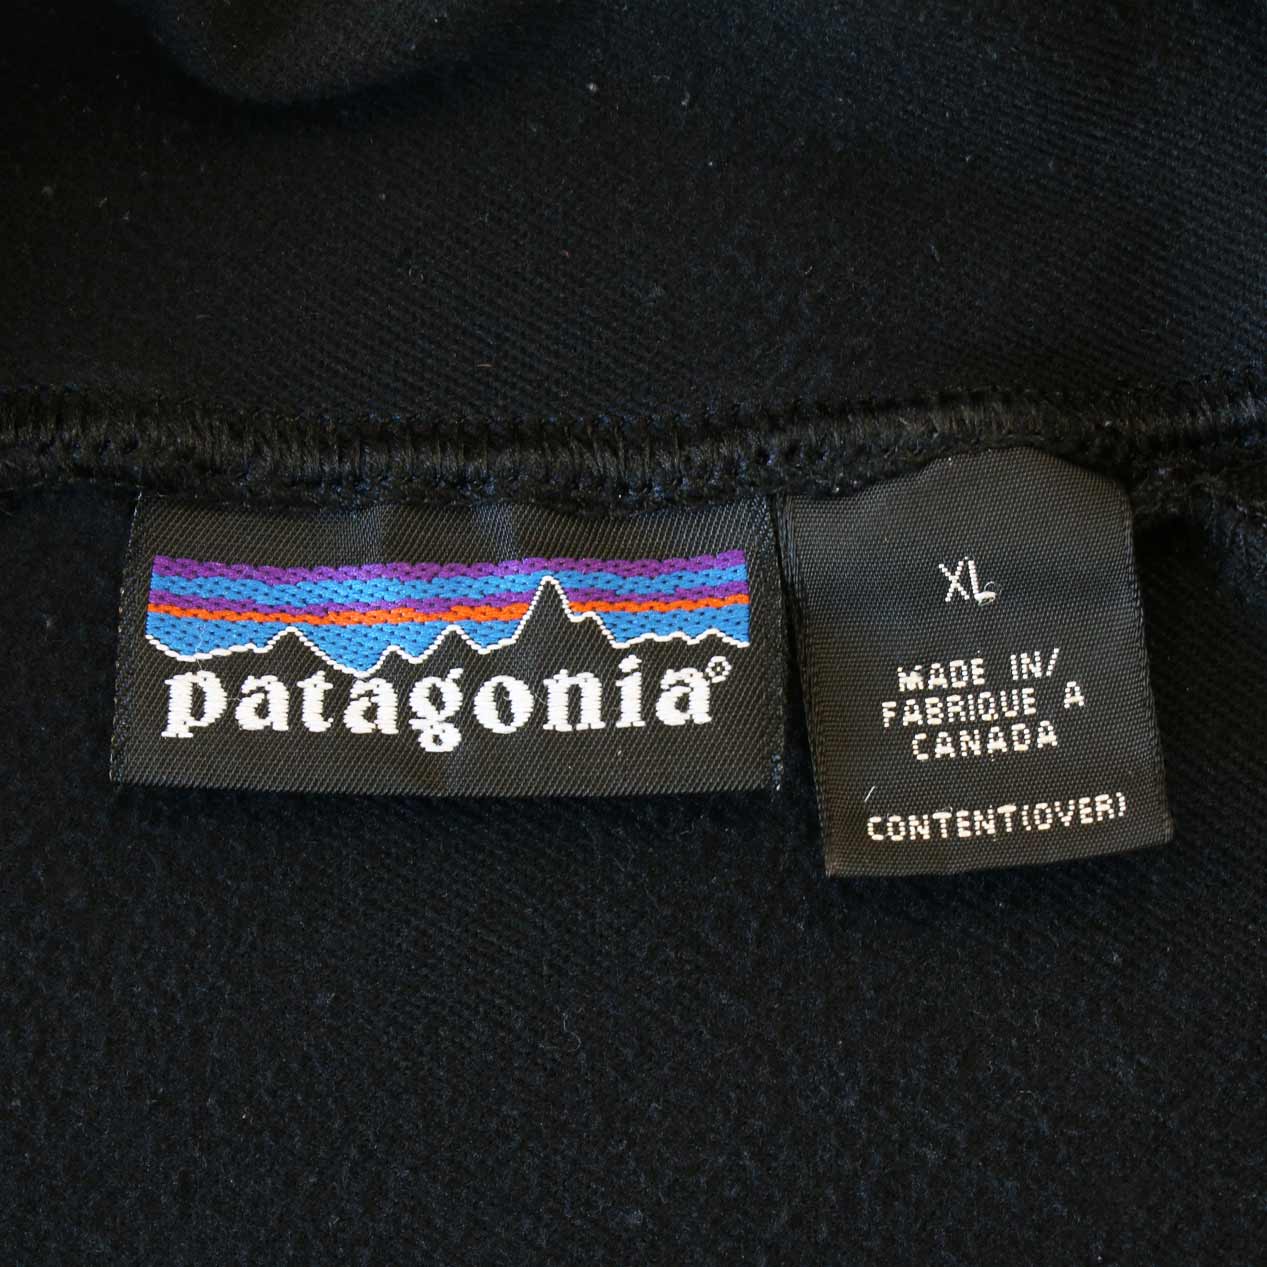 patagonia®
XL
MADE IN/
FABRIQUE A
CANADA
CONTENT(OVER)